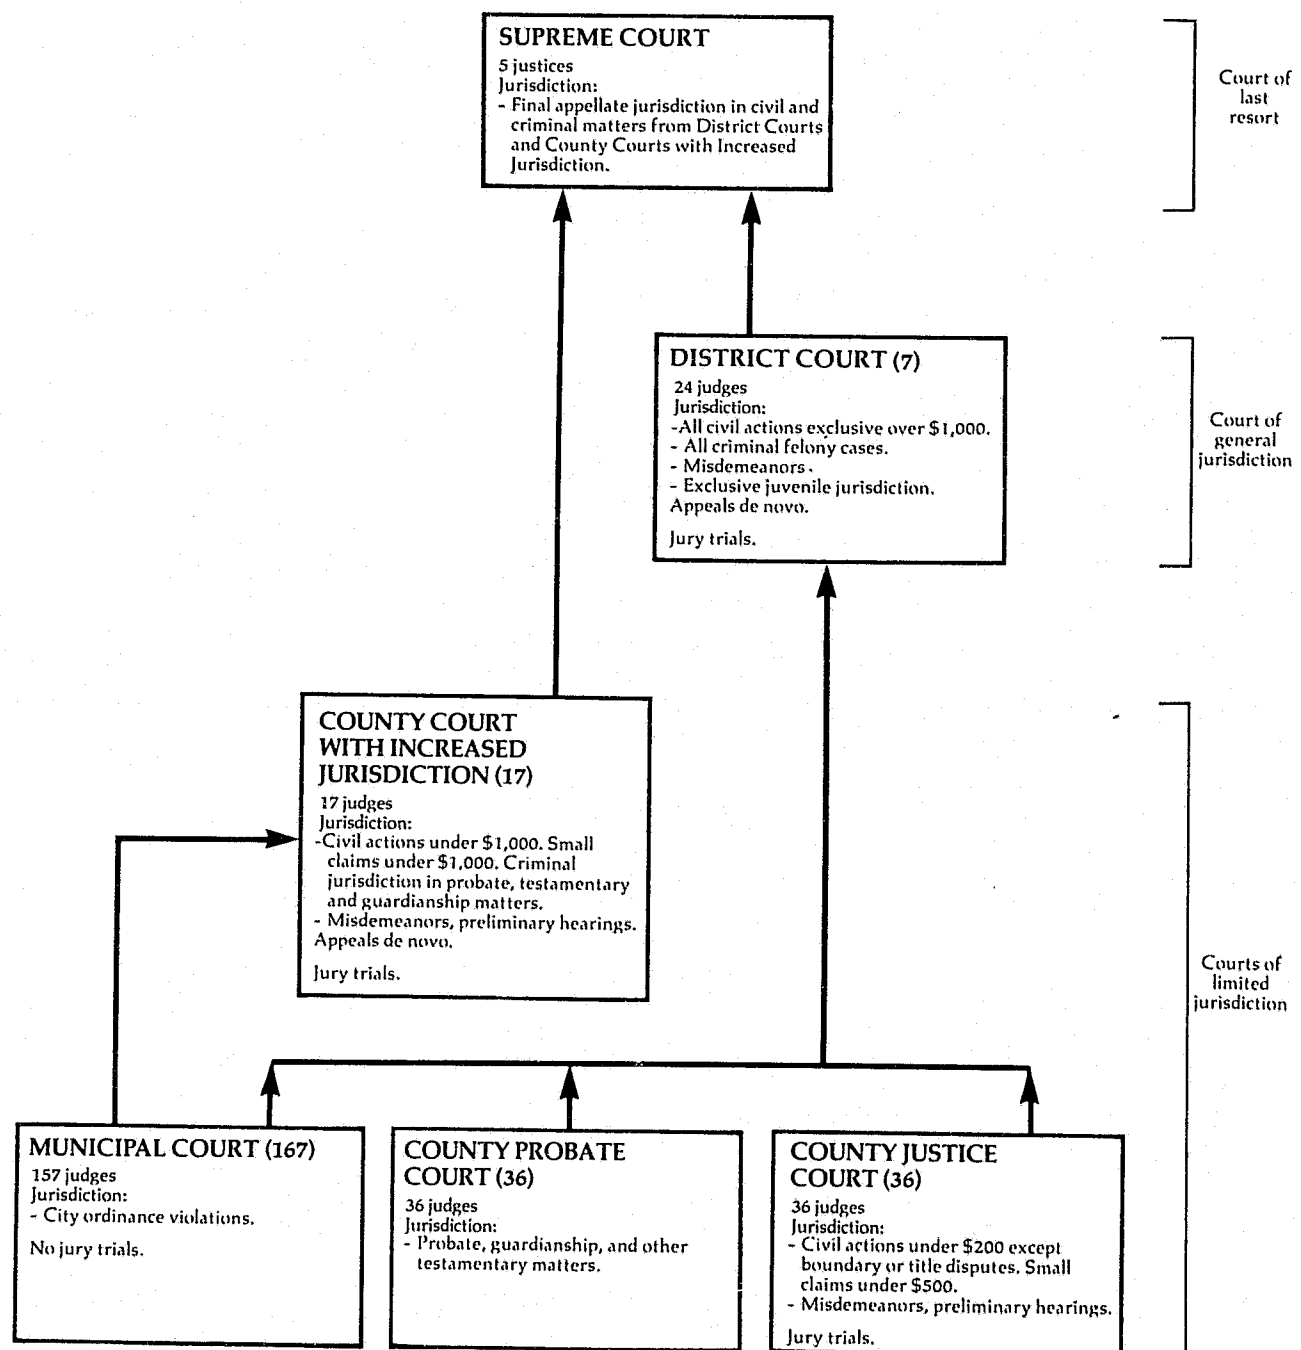 SUPREME COURT
5 justices
Jurisdiction:
- Final appellate jurisdiction in civil and
criminal matters from District Courts
and County Courts with Increased
Jurisdiction.
Court of
last
resort
DISTRICT COURT (7)
24 judges
Jurisdiction:
-All civil actions exclusive over $1,000.
- All criminal felony cases.
- Misdemeanors.
- Exclusive juvenile jurisdiction.
Appeals de novo.
Jury trials.
Court of
general
jurisdiction
COUNTY COURT
WITH INCREASED
JURISDICTION (17)
17 judges
Jurisdiction:
-Civil actions under $1,000. Small
claims under $1,000. Criminal
jurisdiction in probate, testamentary
and guardianship matters.
- Misdemeanors, preliminary hearings.
Appeals de novo.
Jury trials.
Courts of
limited
jurisdiction
MUNICIPAL COURT (167)
157 judges
Jurisdiction:
- City ordinance violations.
No jury trials.
COUNTY PROBATE
COURT (36)
36 judges
Jurisdiction:
- Probate, guardianship, and other
testamentary matters.
COUNTY JUSTICE
COURT (36)
36 judges
Jurisdiction:
- Civil actions under $200 except
boundary or title disputes. Small
claims under $500.
- Misdemeanors, preliminary hearings.
Jury trials.